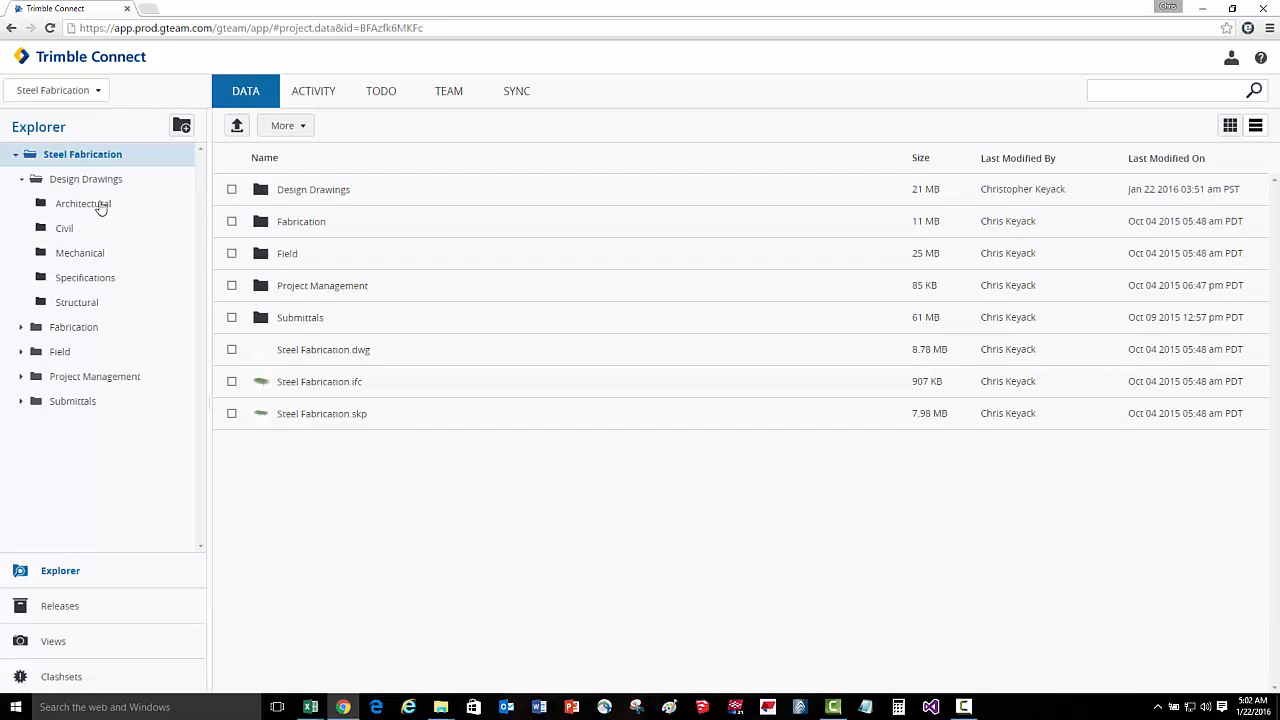 Trimble Connect
Chris
https://app.prod.gteam.com/gteam/app/#project.data&id=BFAzfk6MKFc
Trimble Connect
Steel Fabrication
DATA
ACTIVITY
TODO
TEAM
SYNC
Explorer
More
Steel Fabrication
Design Drawings
Architectural
Civil
Mechanical
Specifications
Structural
Fabrication
Field
Project Management
Submittals
Name Size Last Modified By Last Modified On
Design Drawings 21 MB Christopher Keyack Jan 22 2016 03:51 am PST
Fabrication 11 MB Chris Keyack Oct 04 2015 05:48 am PDT
Field 25 MB Chris Keyack Oct 04 2015 05:48 am PDT
Project Management 85 KB Chris Keyack Oct 04 2015 06:47 pm PDT
Submittals 61 MB Chris Keyack Oct 09 2015 12:57 pm PDT
Steel Fabrication.dwg 8.78 MB Chris Keyack Oct 04 2015 05:48 am PDT
Steel Fabrication.ifc 907 KB Chris Keyack Oct 04 2015 05:48 am PDT
Steel Fabrication.skp 7.98 MB Chris Keyack Oct 04 2015 05:48 am PDT
Explorer
Releases
Views
Clashsets
Search the web and Windows
5:02 AM
1/22/2016